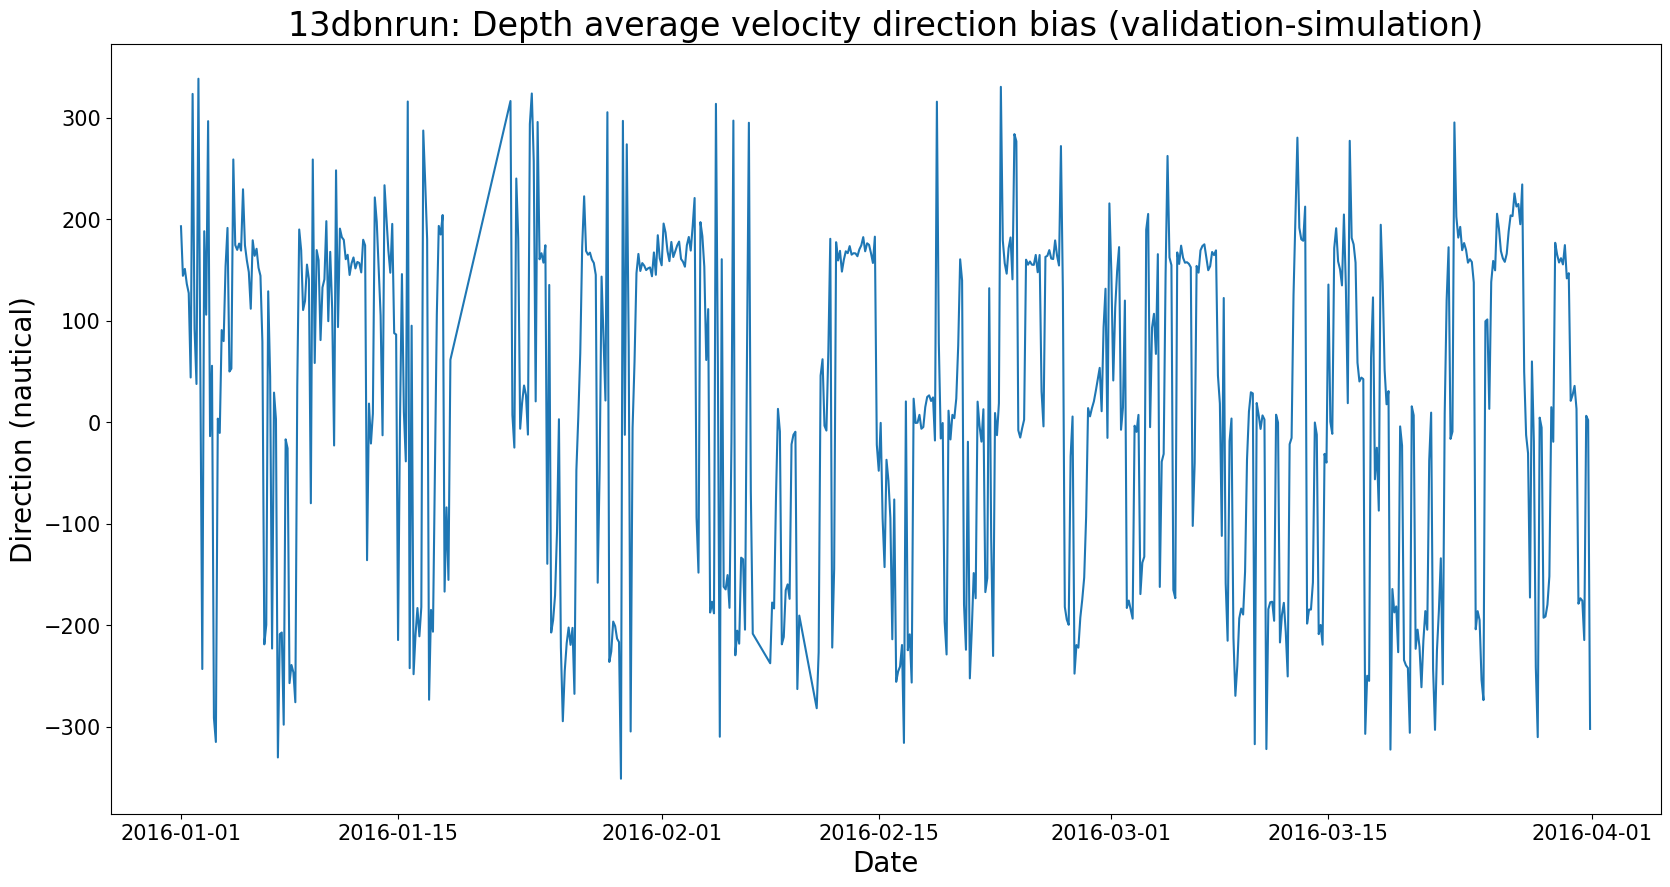 13dbnrun: Depth average velocity direction bias (validation-simulation)
Direction (nautical)
300
200
100
0
−100
−200
−300
2016-01-01 2016-01-15 2016-02-01 2016-02-15 2016-03-01 2016-03-15 2016-04-01
Date